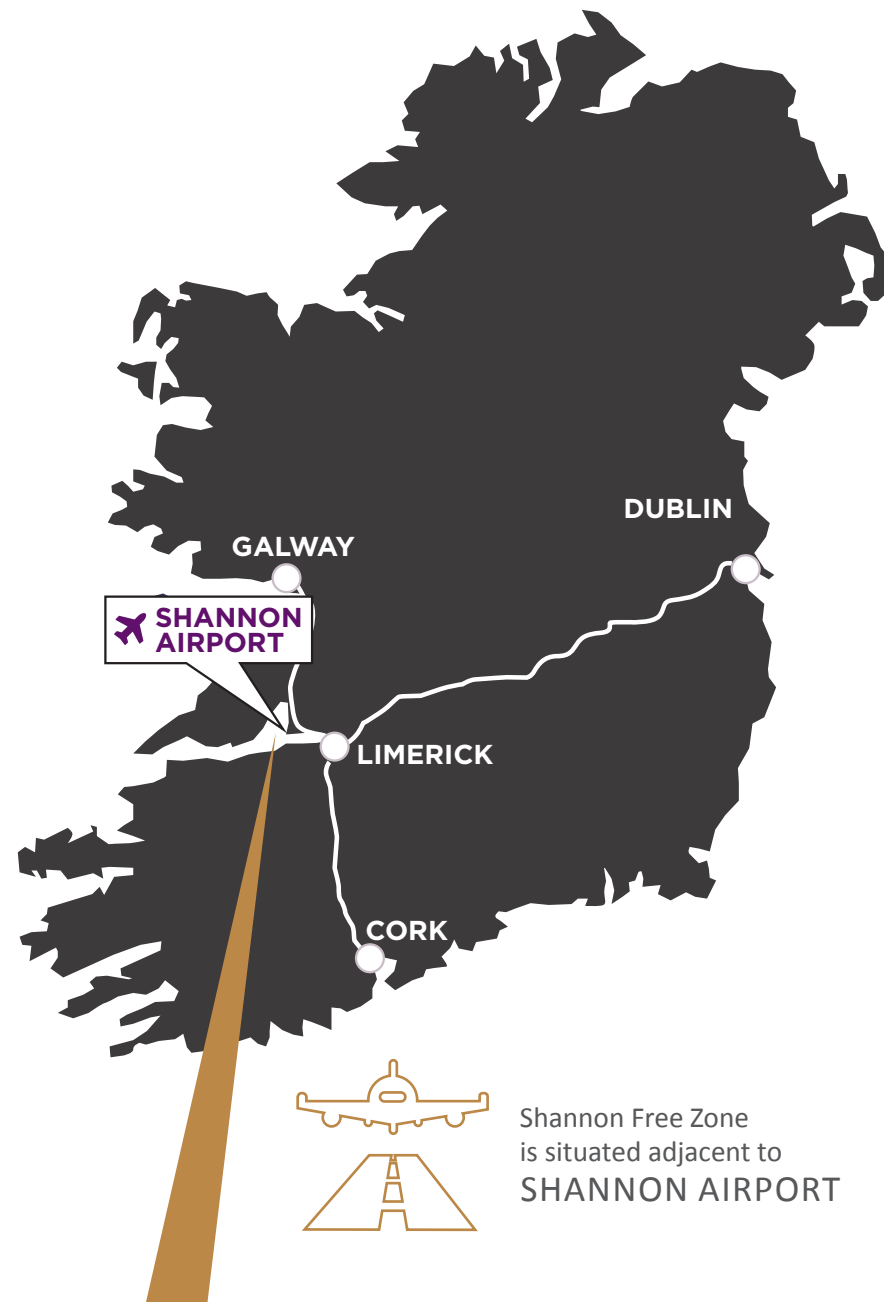 DUBLIN
GALWAY
SHANNON
AIRPORT
LIMERICK
CORK
Shannon Free Zone
is situated adjacent to
SHANNON AIRPORT